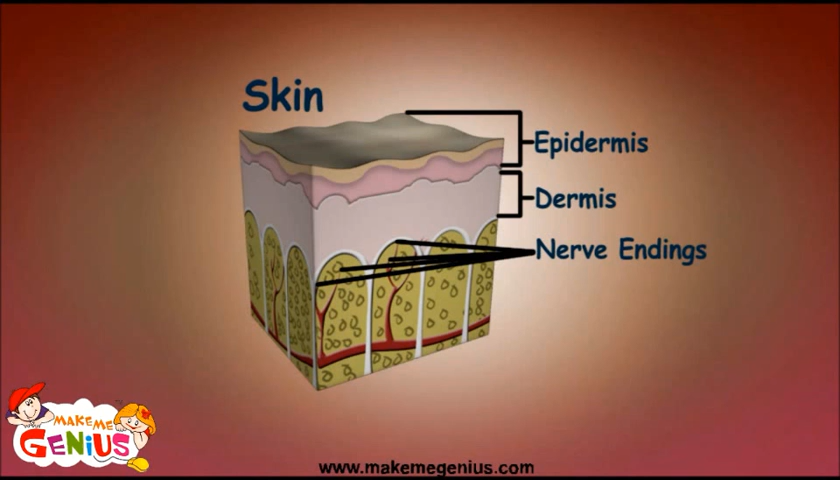 Skin
Epidermis
Dermis
Nerve Endings
MAKE ME
GENiUS
www.makemegenius.com